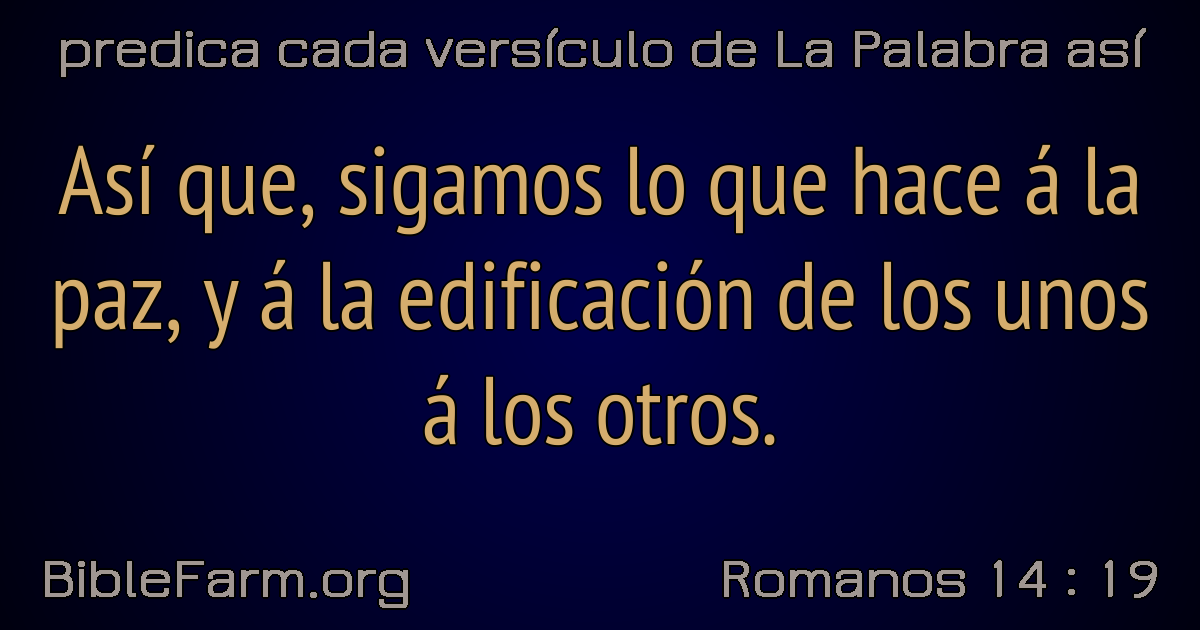 predica cada versículo de La Palabra así
Así que, sigamos lo que hace á la
paz, y á la edificación de los unos
á los otros.
BibleFarm.org
Romanos 14 : 19